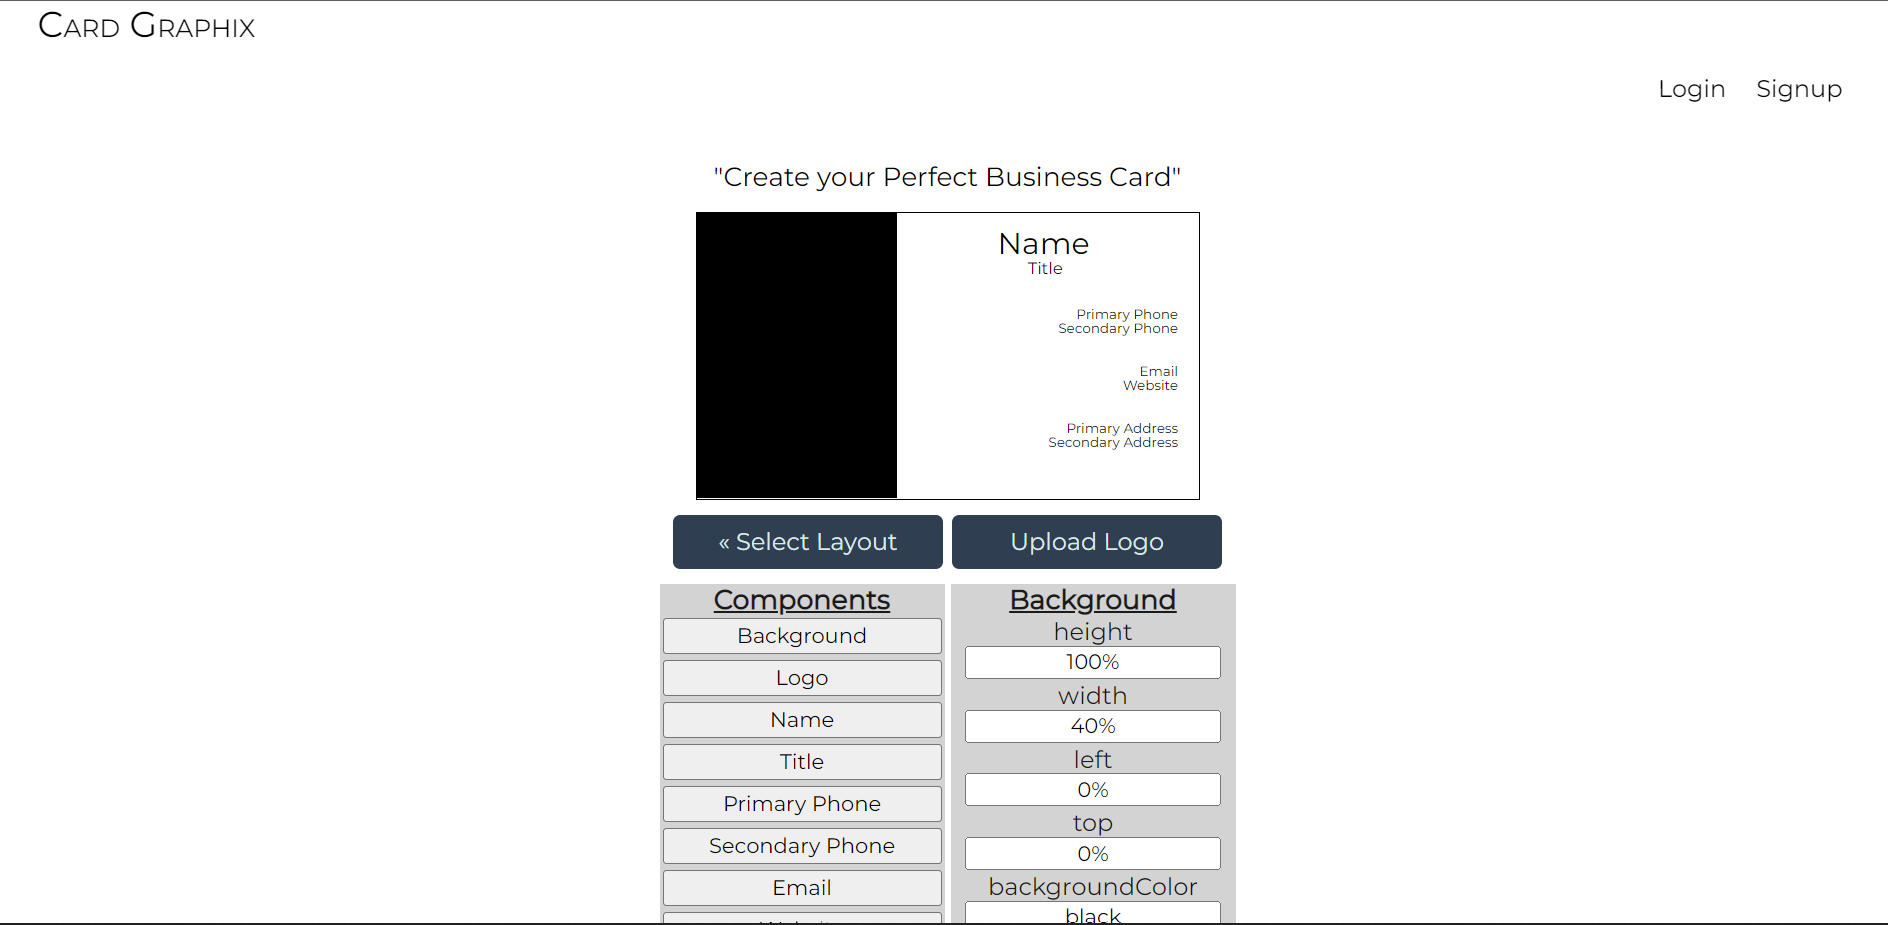 Card Graphix
Login Signup
"Create your Perfect Business Card"
Name
Title
Primary Phone
Secondary Phone
Email
Website
Primary Address
Secondary Address
« Select Layout
Upload Logo
Components
Background
Logo
Name
Title
Primary Phone
Secondary Phone
Email
Background
height
100%
width
40%
left
0%
top
0%
backgroundColor
black